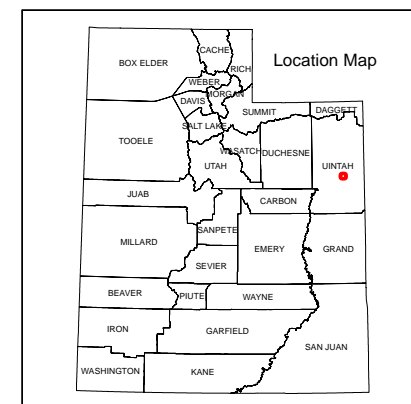 CACHE
BOX ELDER
Location Map
RICH
WEBER
MORGAN
DAVIS
SUMMIT
DAGGETT
SALT LAKE
TOOELE
WASATCH
DUCHESNE
UTAH
UINTAH
JUAB
CARBON
SANPETE
MILLARD
EMERY
GRAND
SEVIER
BEAVER
PIUTE
WAYNE
IRON
GARFIELD
SAN JUAN
WASHINGTON
KANE